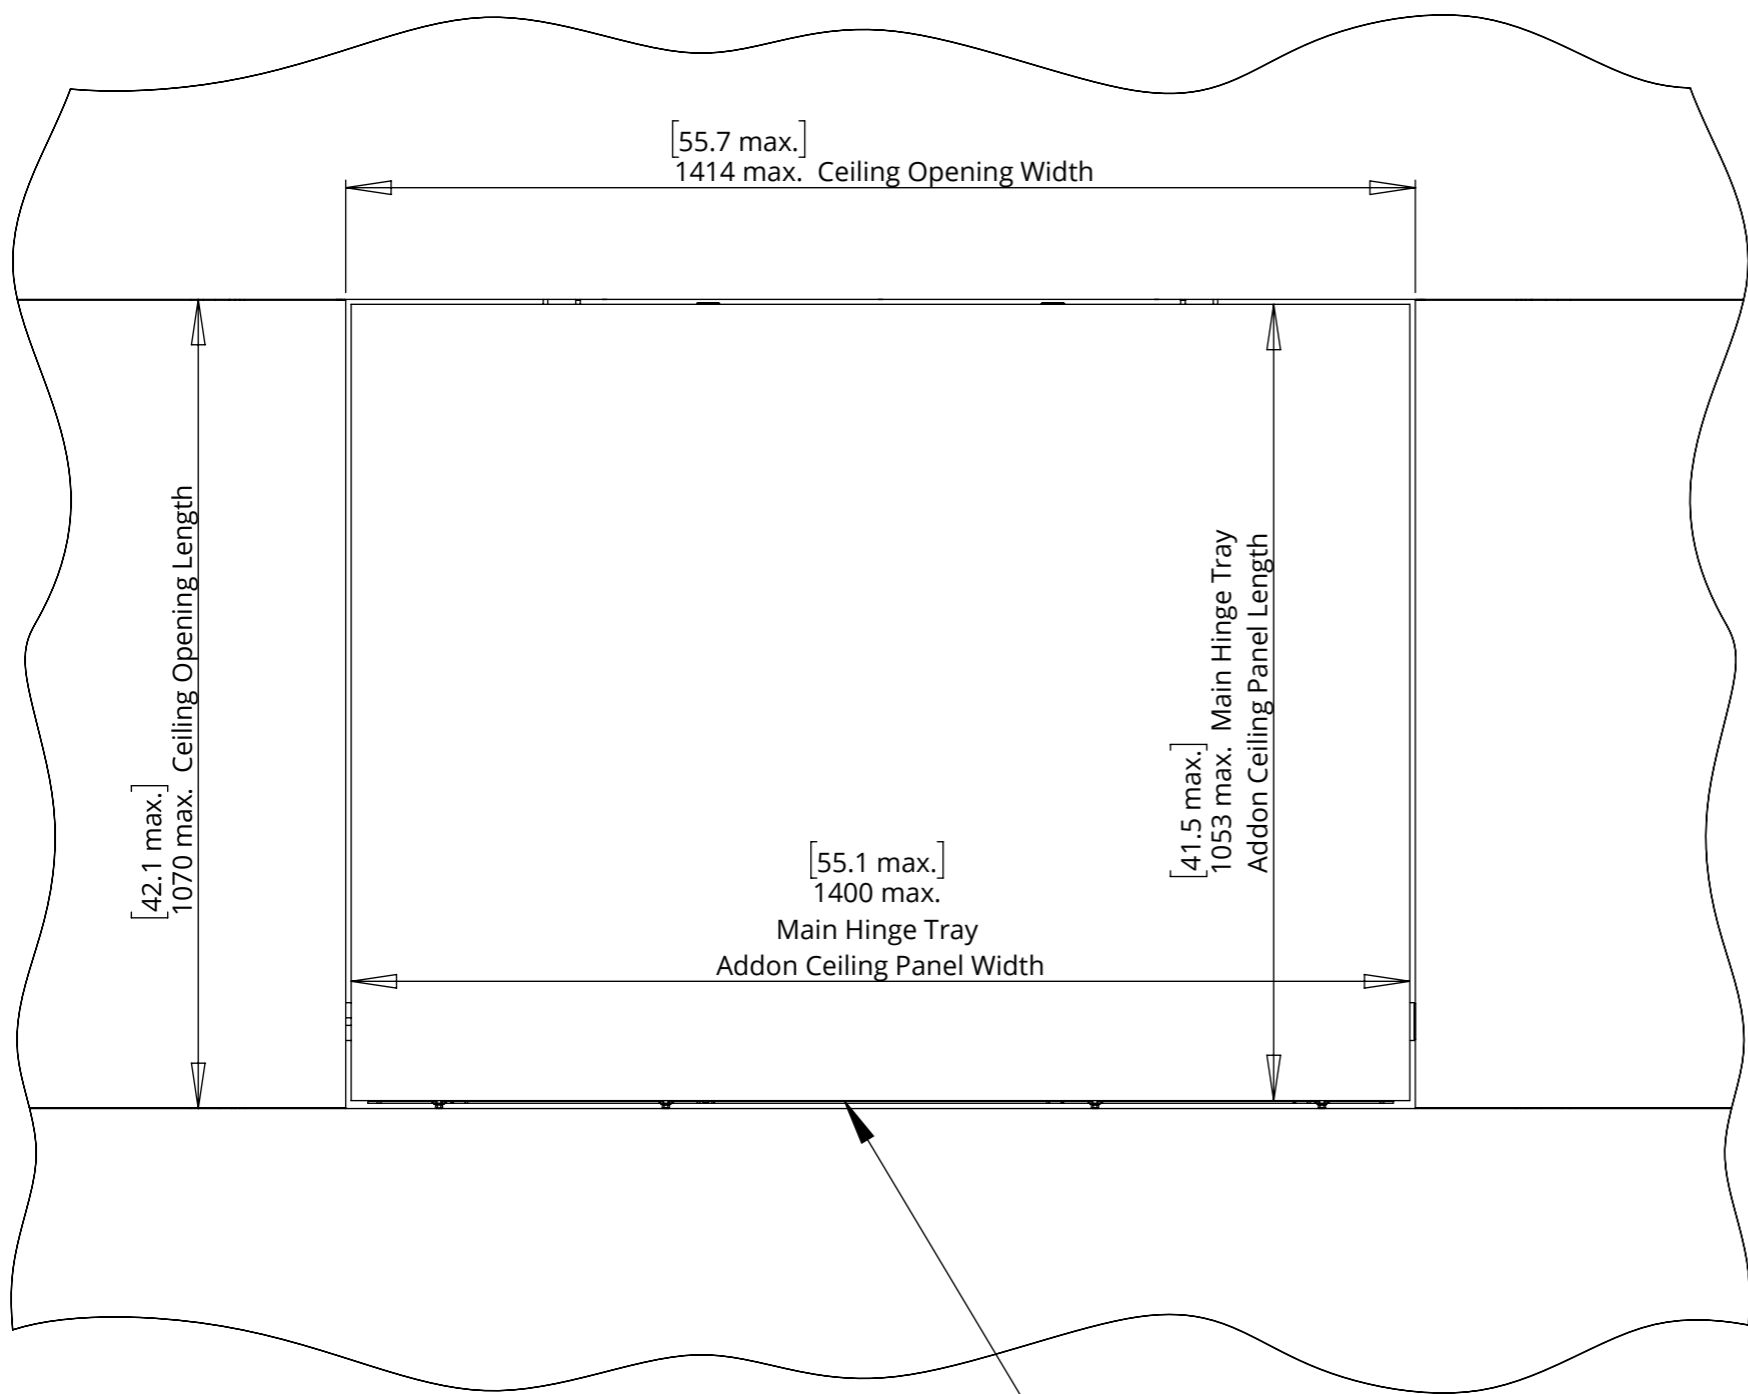 [55.7 max.]
1414 max. Ceiling Opening Width
[42.1 max.]
1070 max. Ceiling Opening Length
[41.5 max.]
1053 max. Main Hinge Tray
Addon Ceiling Panel Length
[55.1 max.]
1400 max.
Main Hinge Tray
Addon Ceiling Panel Width